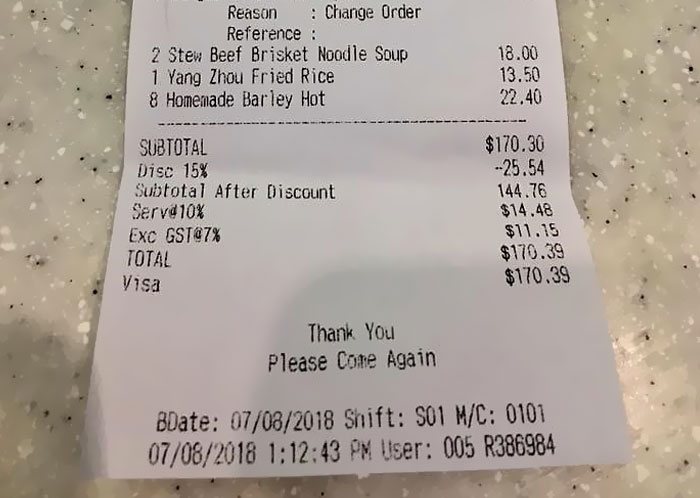 Reason : Change Order
Reference :
2 Stew Beef Brisket Noodle Soup 18.00
1 Yang Zhou Fried Rice 13.50
8 Homemade Barley Hot 22.40
SUBTOTAL $170.30
Disc 15% -25.54
Subtotal After Discount 144.76
Serv@10% $14.48
Exc GST@7% $11.15
TOTAL $170.39
Visa $170.39
Thank You
Please Come Again
BDate: 07/08/2018 Shift: S01 M/C: 0101
07/08/2018 1:12:43 PM User: 005 R386984